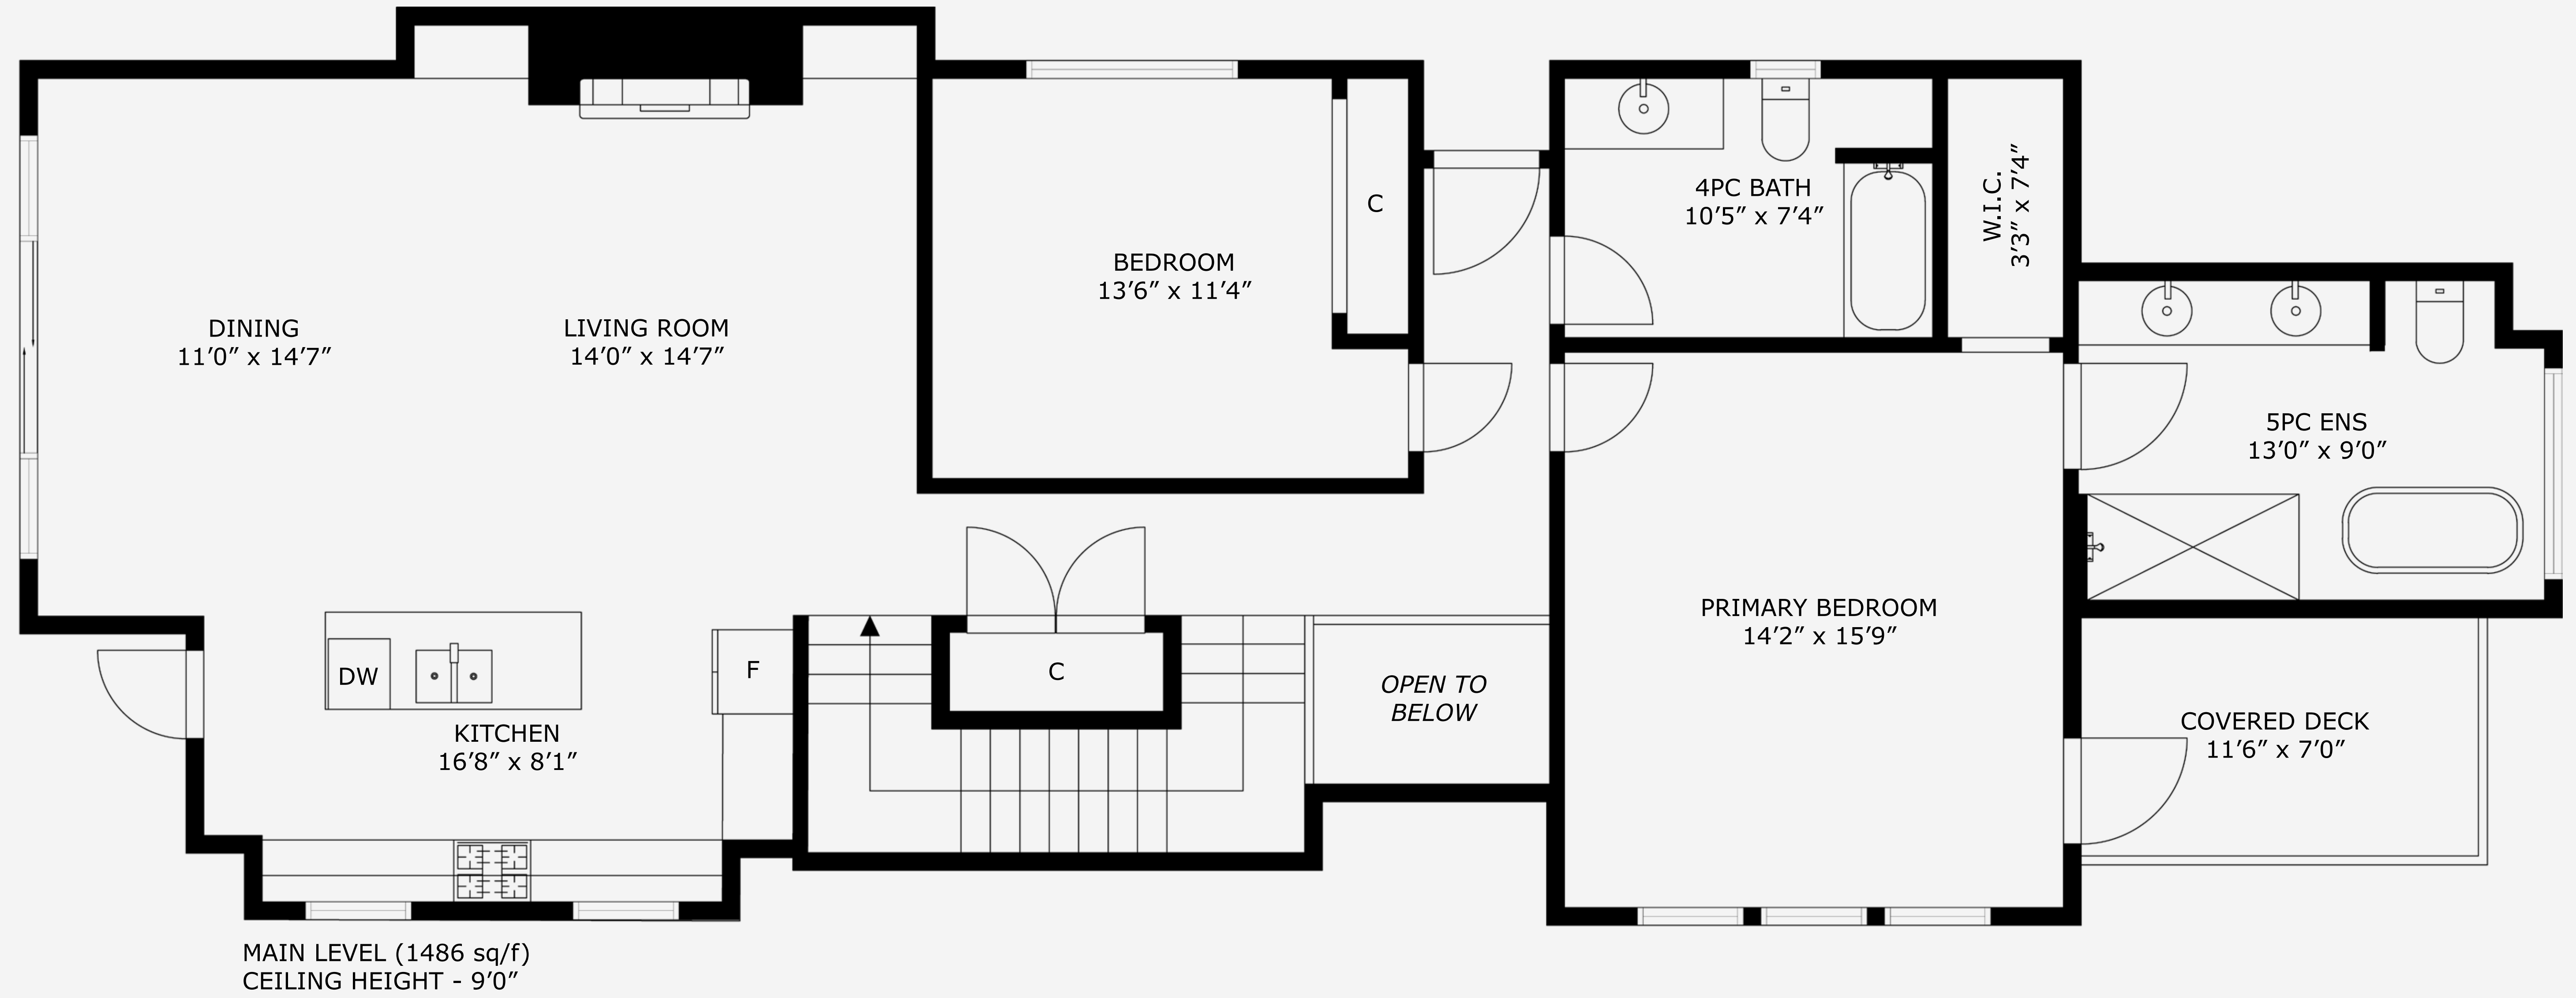 DINING
11′0″ x 14′7″
LIVING ROOM
14′0″ x 14′7″
BEDROOM
13′6″ x 11′4″
C
4PC BATH
10′5″ x 7′4″
W.I.C.
3′3″ x 7′4″
5PC ENS
13′0″ x 9′0″
DW
KITCHEN
16′8″ x 8′1″
F
C
OPEN TO
BELOW
PRIMARY BEDROOM
14′2″ x 15′9″
COVERED DECK
11′6″ x 7′0″
MAIN LEVEL (1486 sq/f)
CEILING HEIGHT - 9′0″